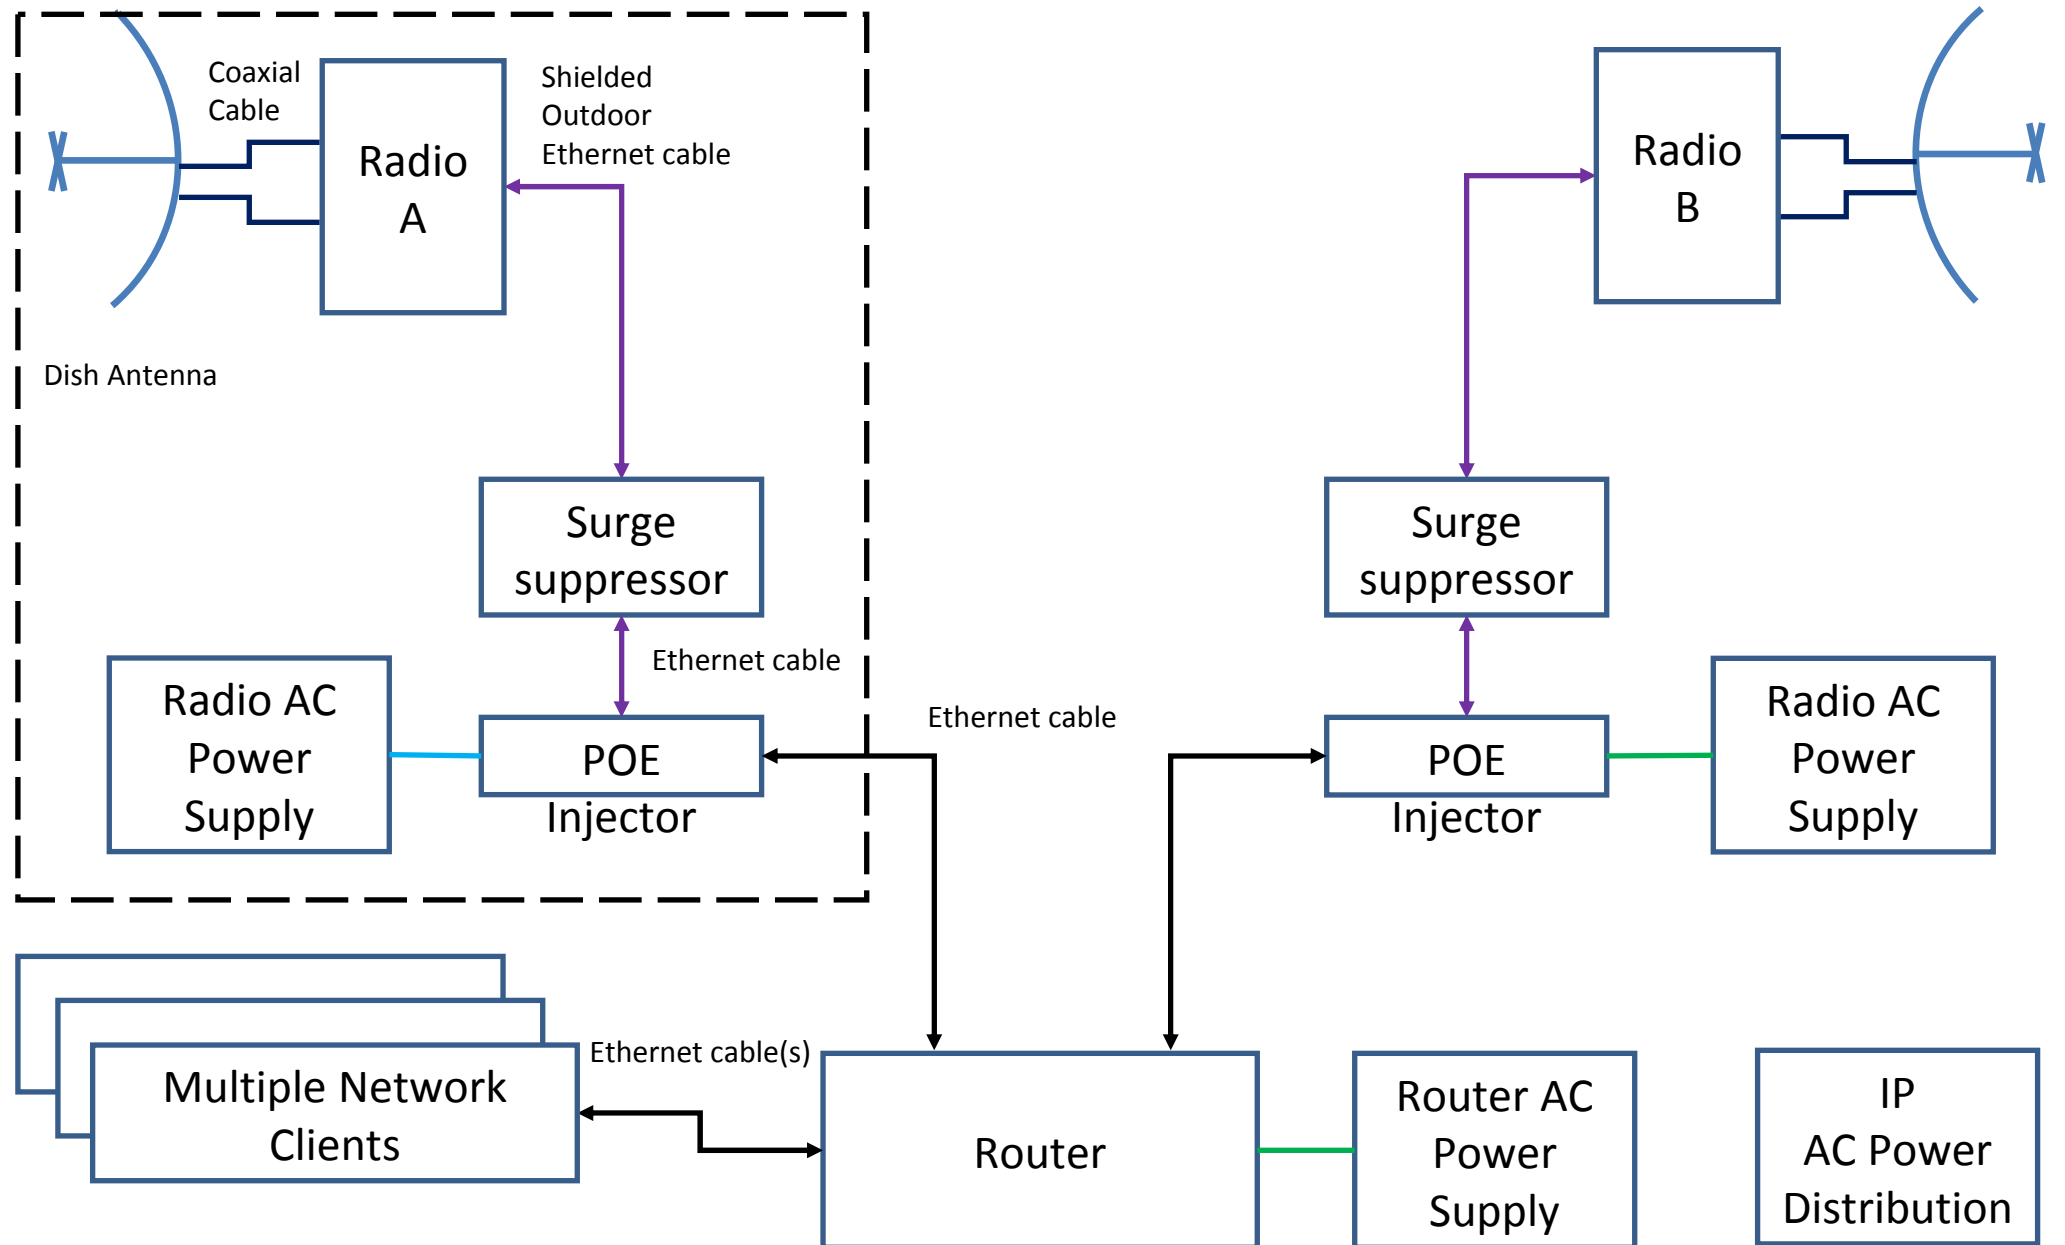 Coaxial
Cable
Radio
A
Shielded
Outdoor
Ethernet cable
Radio
B
Dish Antenna
Surge
suppressor
Surge
suppressor
Ethernet cable
Radio AC
Power
Supply
POE
Injector
Ethernet cable
POE
Injector
Radio AC
Power
Supply
Multiple Network
Clients
Ethernet cable(s)
Router
Router AC
Power
Supply
IP
AC Power
Distribution